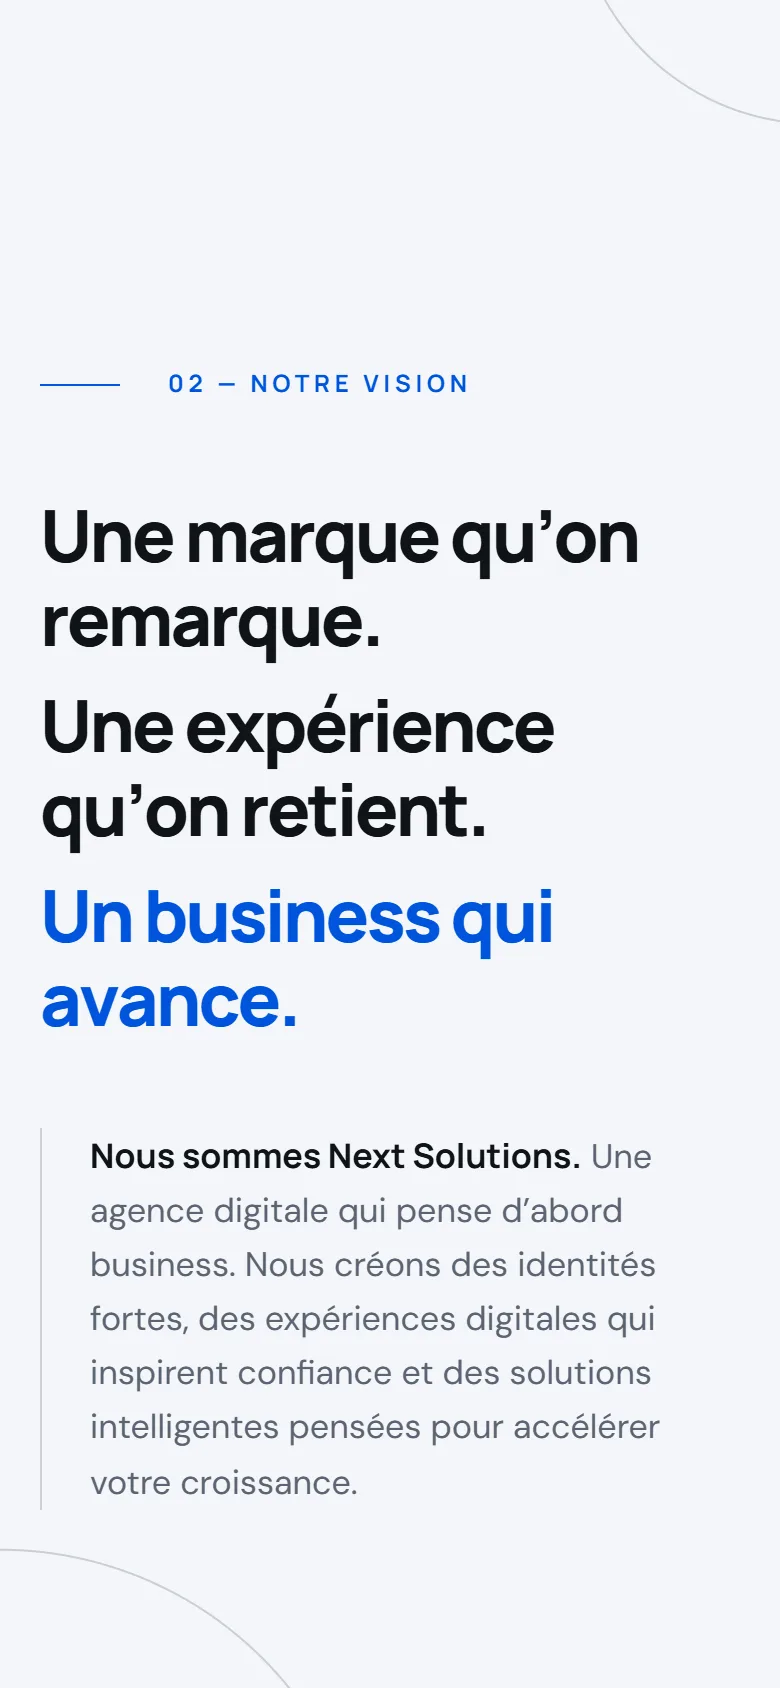 02 — NOTRE VISION
Une marque qu’on
remarque.
Une expérience
qu’on retient.
Un business qui
avance.
Nous sommes Next Solutions. Une
agence digitale qui pense d’abord
business. Nous créons des identités
fortes, des expériences digitales qui
inspirent confiance et des solutions
intelligentes pensées pour accélérer
votre croissance.